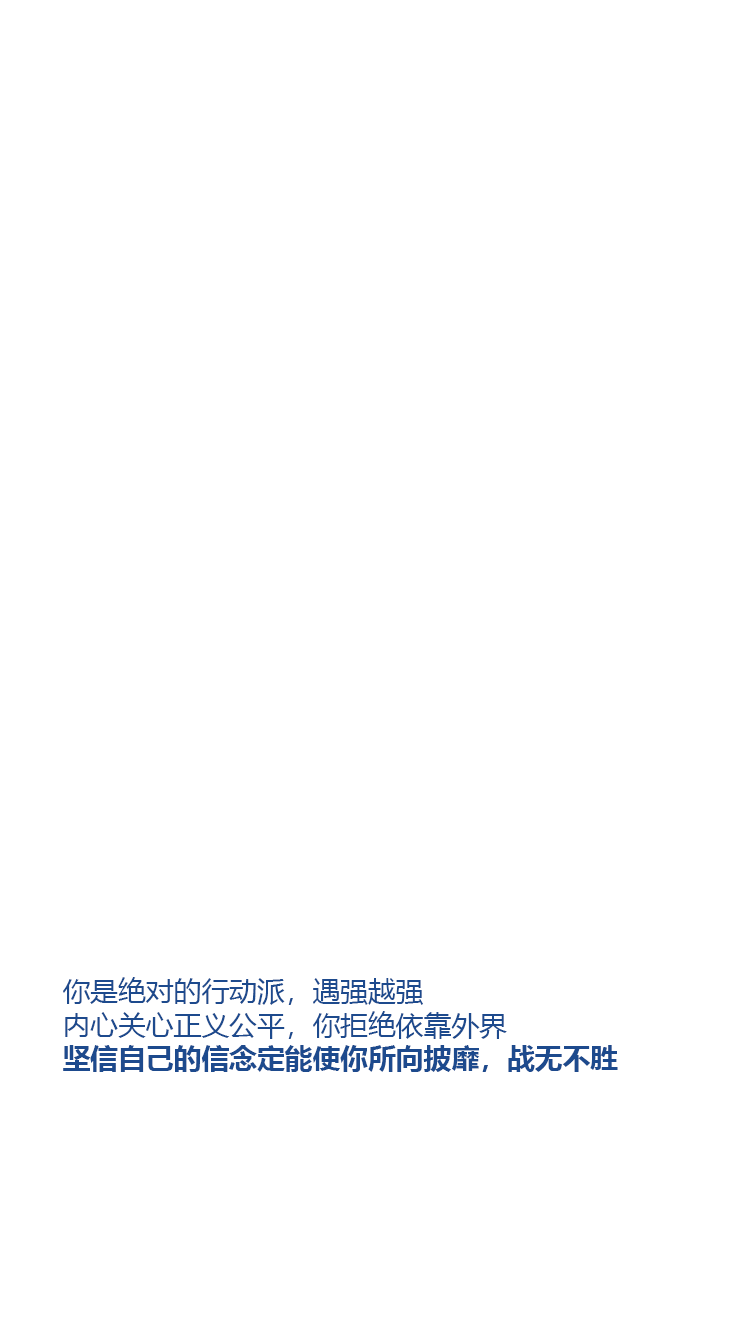 你是绝对的行动派，遇强越强
内心关心正义公平，你拒绝依靠外界
坚信自己的信念定能使你所向披靡，战无不胜